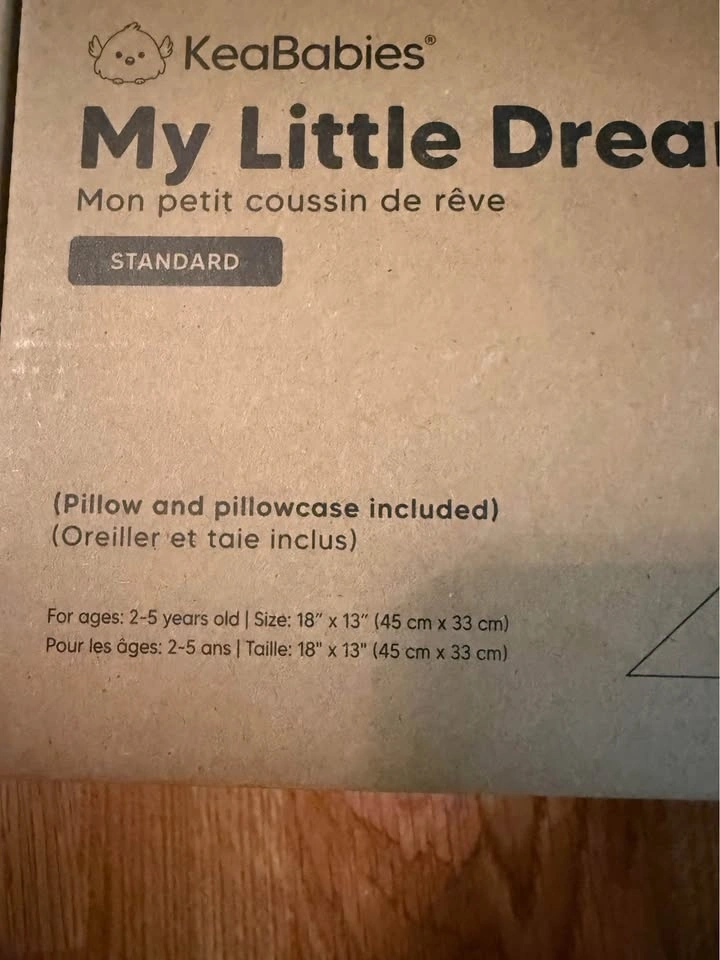 KeaBabies®
My Little Drea
Mon petit coussin de rêve
STANDARD
(Pillow and pillowcase included)
(Oreiller et taie inclus)
For ages: 2-5 years old | Size: 18″ x 13″ (45 cm x 33 cm)
Pour les âges: 2-5 ans | Taille: 18" x 13" (45 cm x 33 cm)